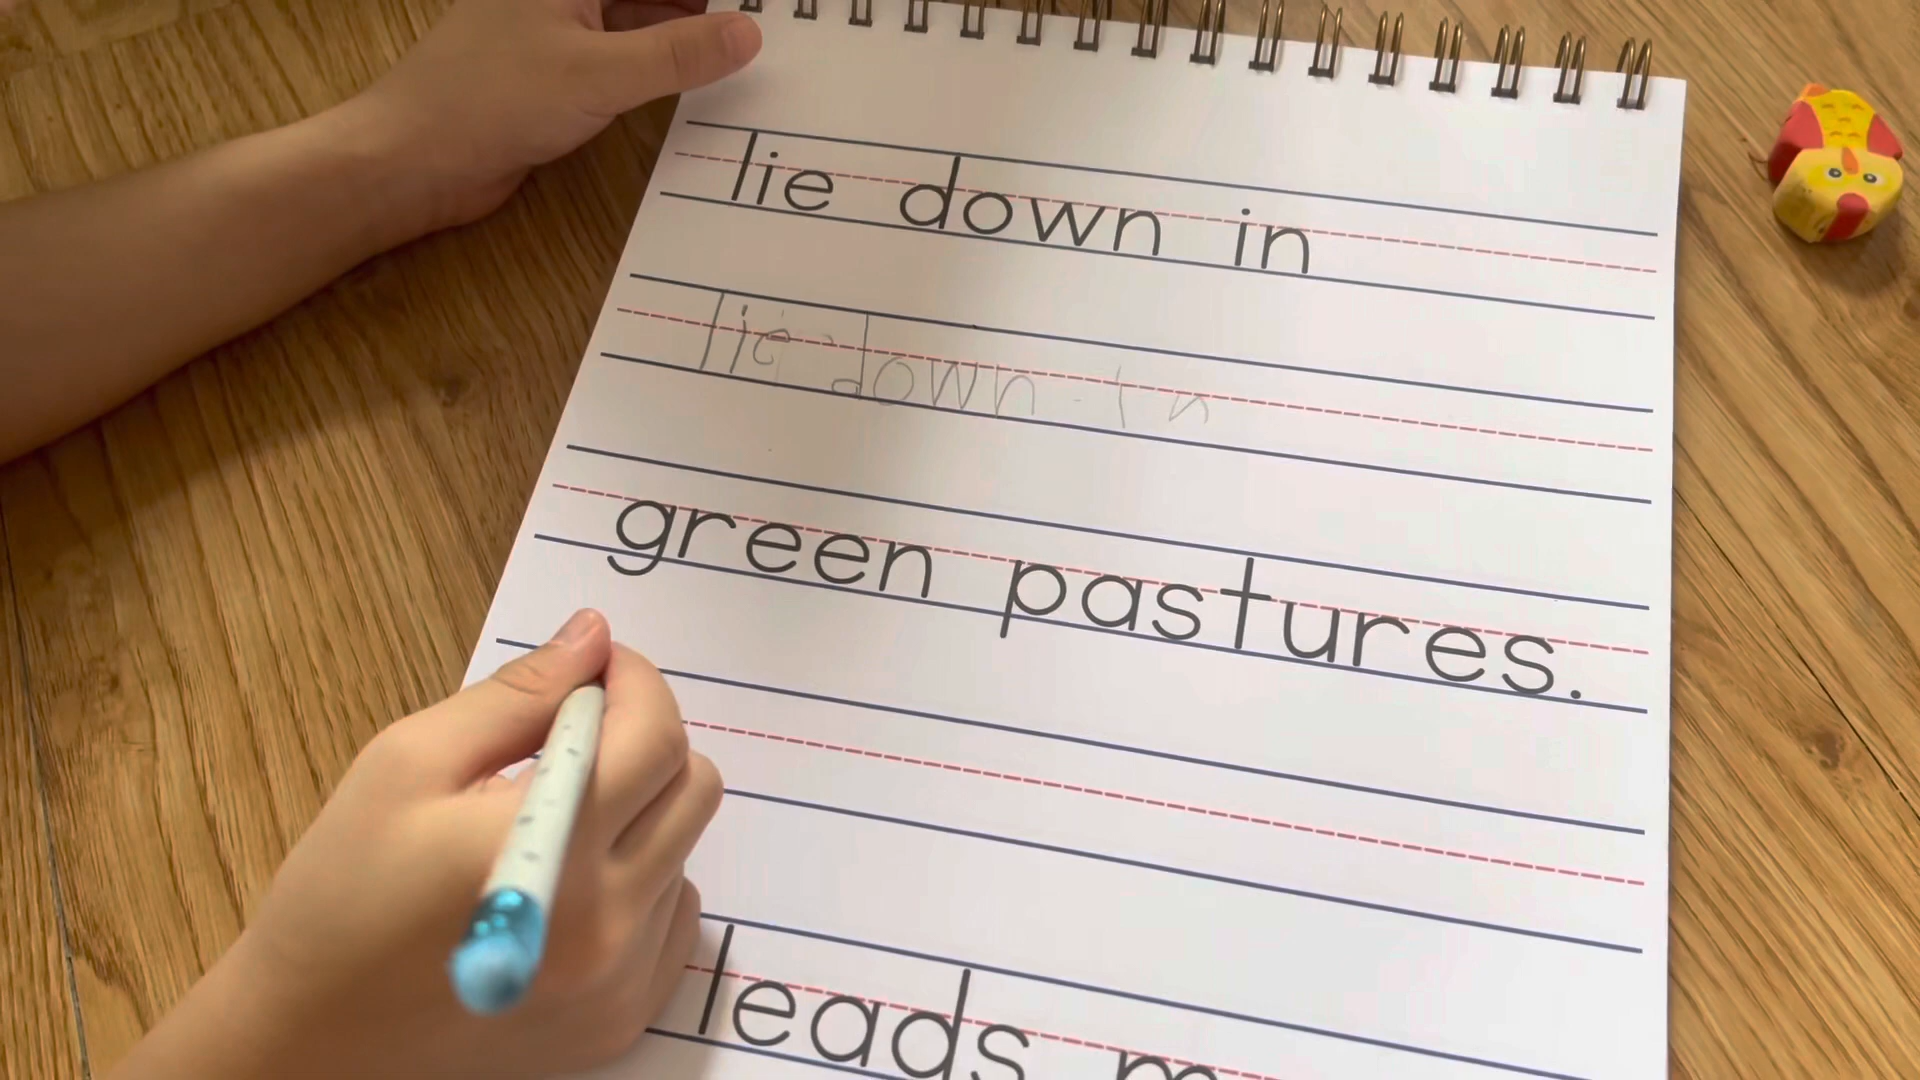 lie down in
lie down in
green pastures.
leads